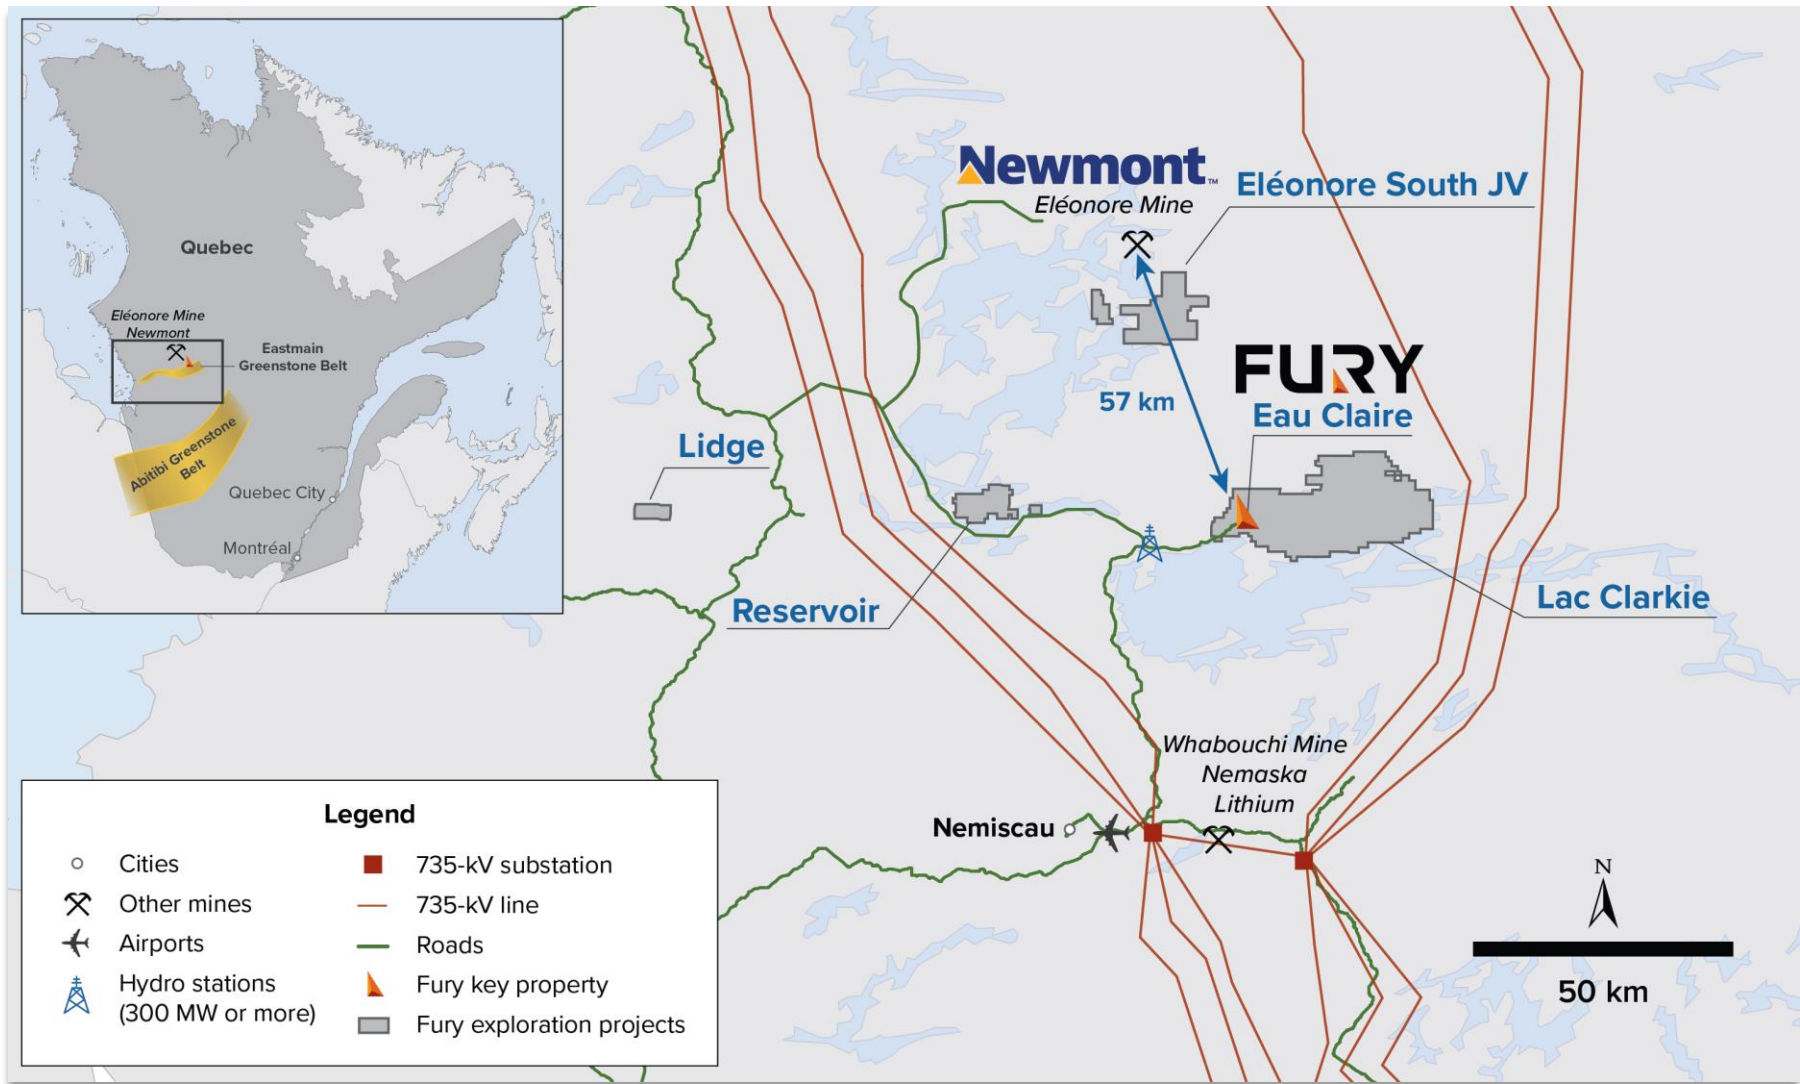 Quebec
Eléonore Mine
Newmont
Eastmain
Greenstone Belt
Abitibi Greenstone
Belt
Quebec City
Montréal
Newmont™
Eléonore Mine
Eléonore South JV
57 km
FURY
Eau Claire
Lidge
Reservoir
Lac Clarkie
Whabouchi Mine
Nemaska
Lithium
Nemiscau
N
50 km
Legend
Cities
Other mines
Airports
Hydro stations
(300 MW or more)
735-kV substation
735-kV line
Roads
Fury key property
Fury exploration projects